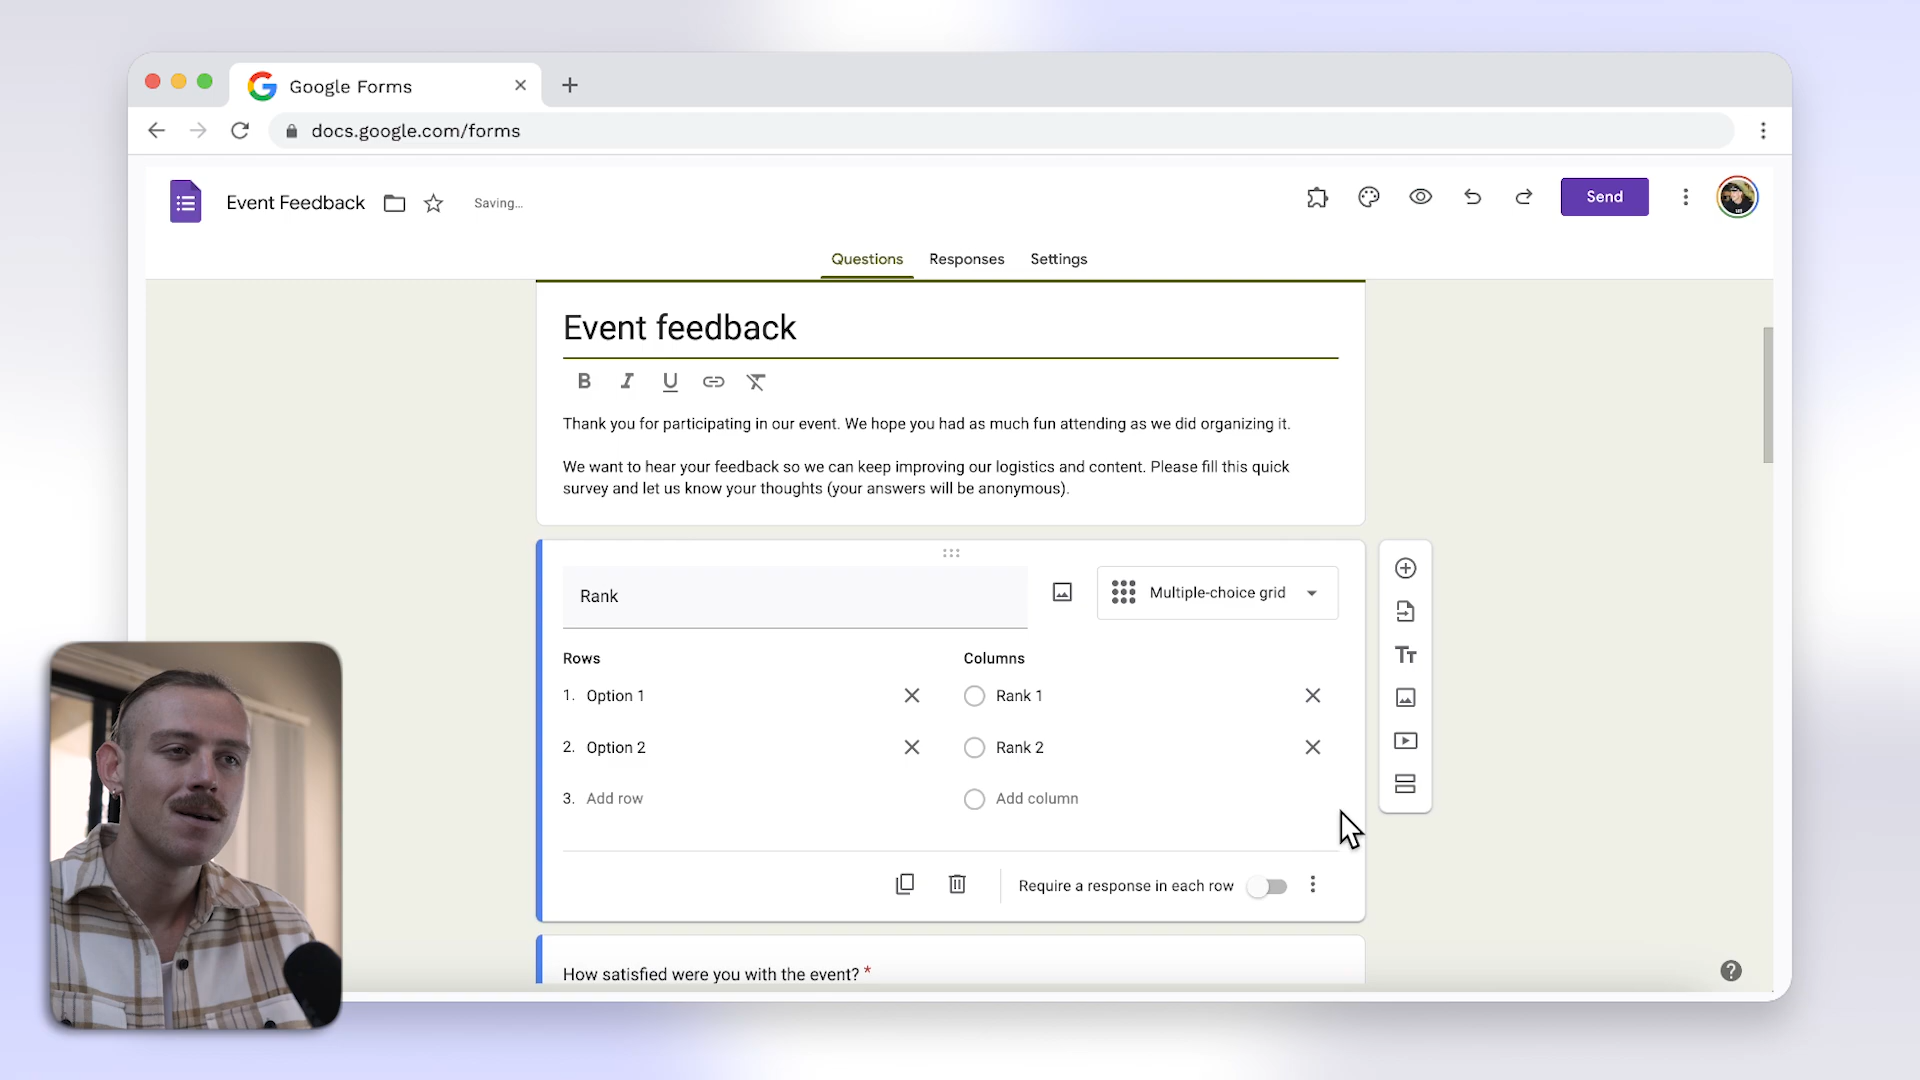 Google Forms
docs.google.com/forms
Event Feedback
Saving...
Send
Questions Responses Settings
Event feedback
B I U
Thank you for participating in our event. We hope you had as much fun attending as we did organizing it.
We want to hear your feedback so we can keep improving our logistics and content. Please fill this quick
survey and let us know your thoughts (your answers will be anonymous).
Rank
Multiple-choice grid
Rows
Columns
1. Option 1
Rank 1
2. Option 2
Rank 2
3. Add row
Add column
Tт
Require a response in each row
How satisfied were you with the event? *